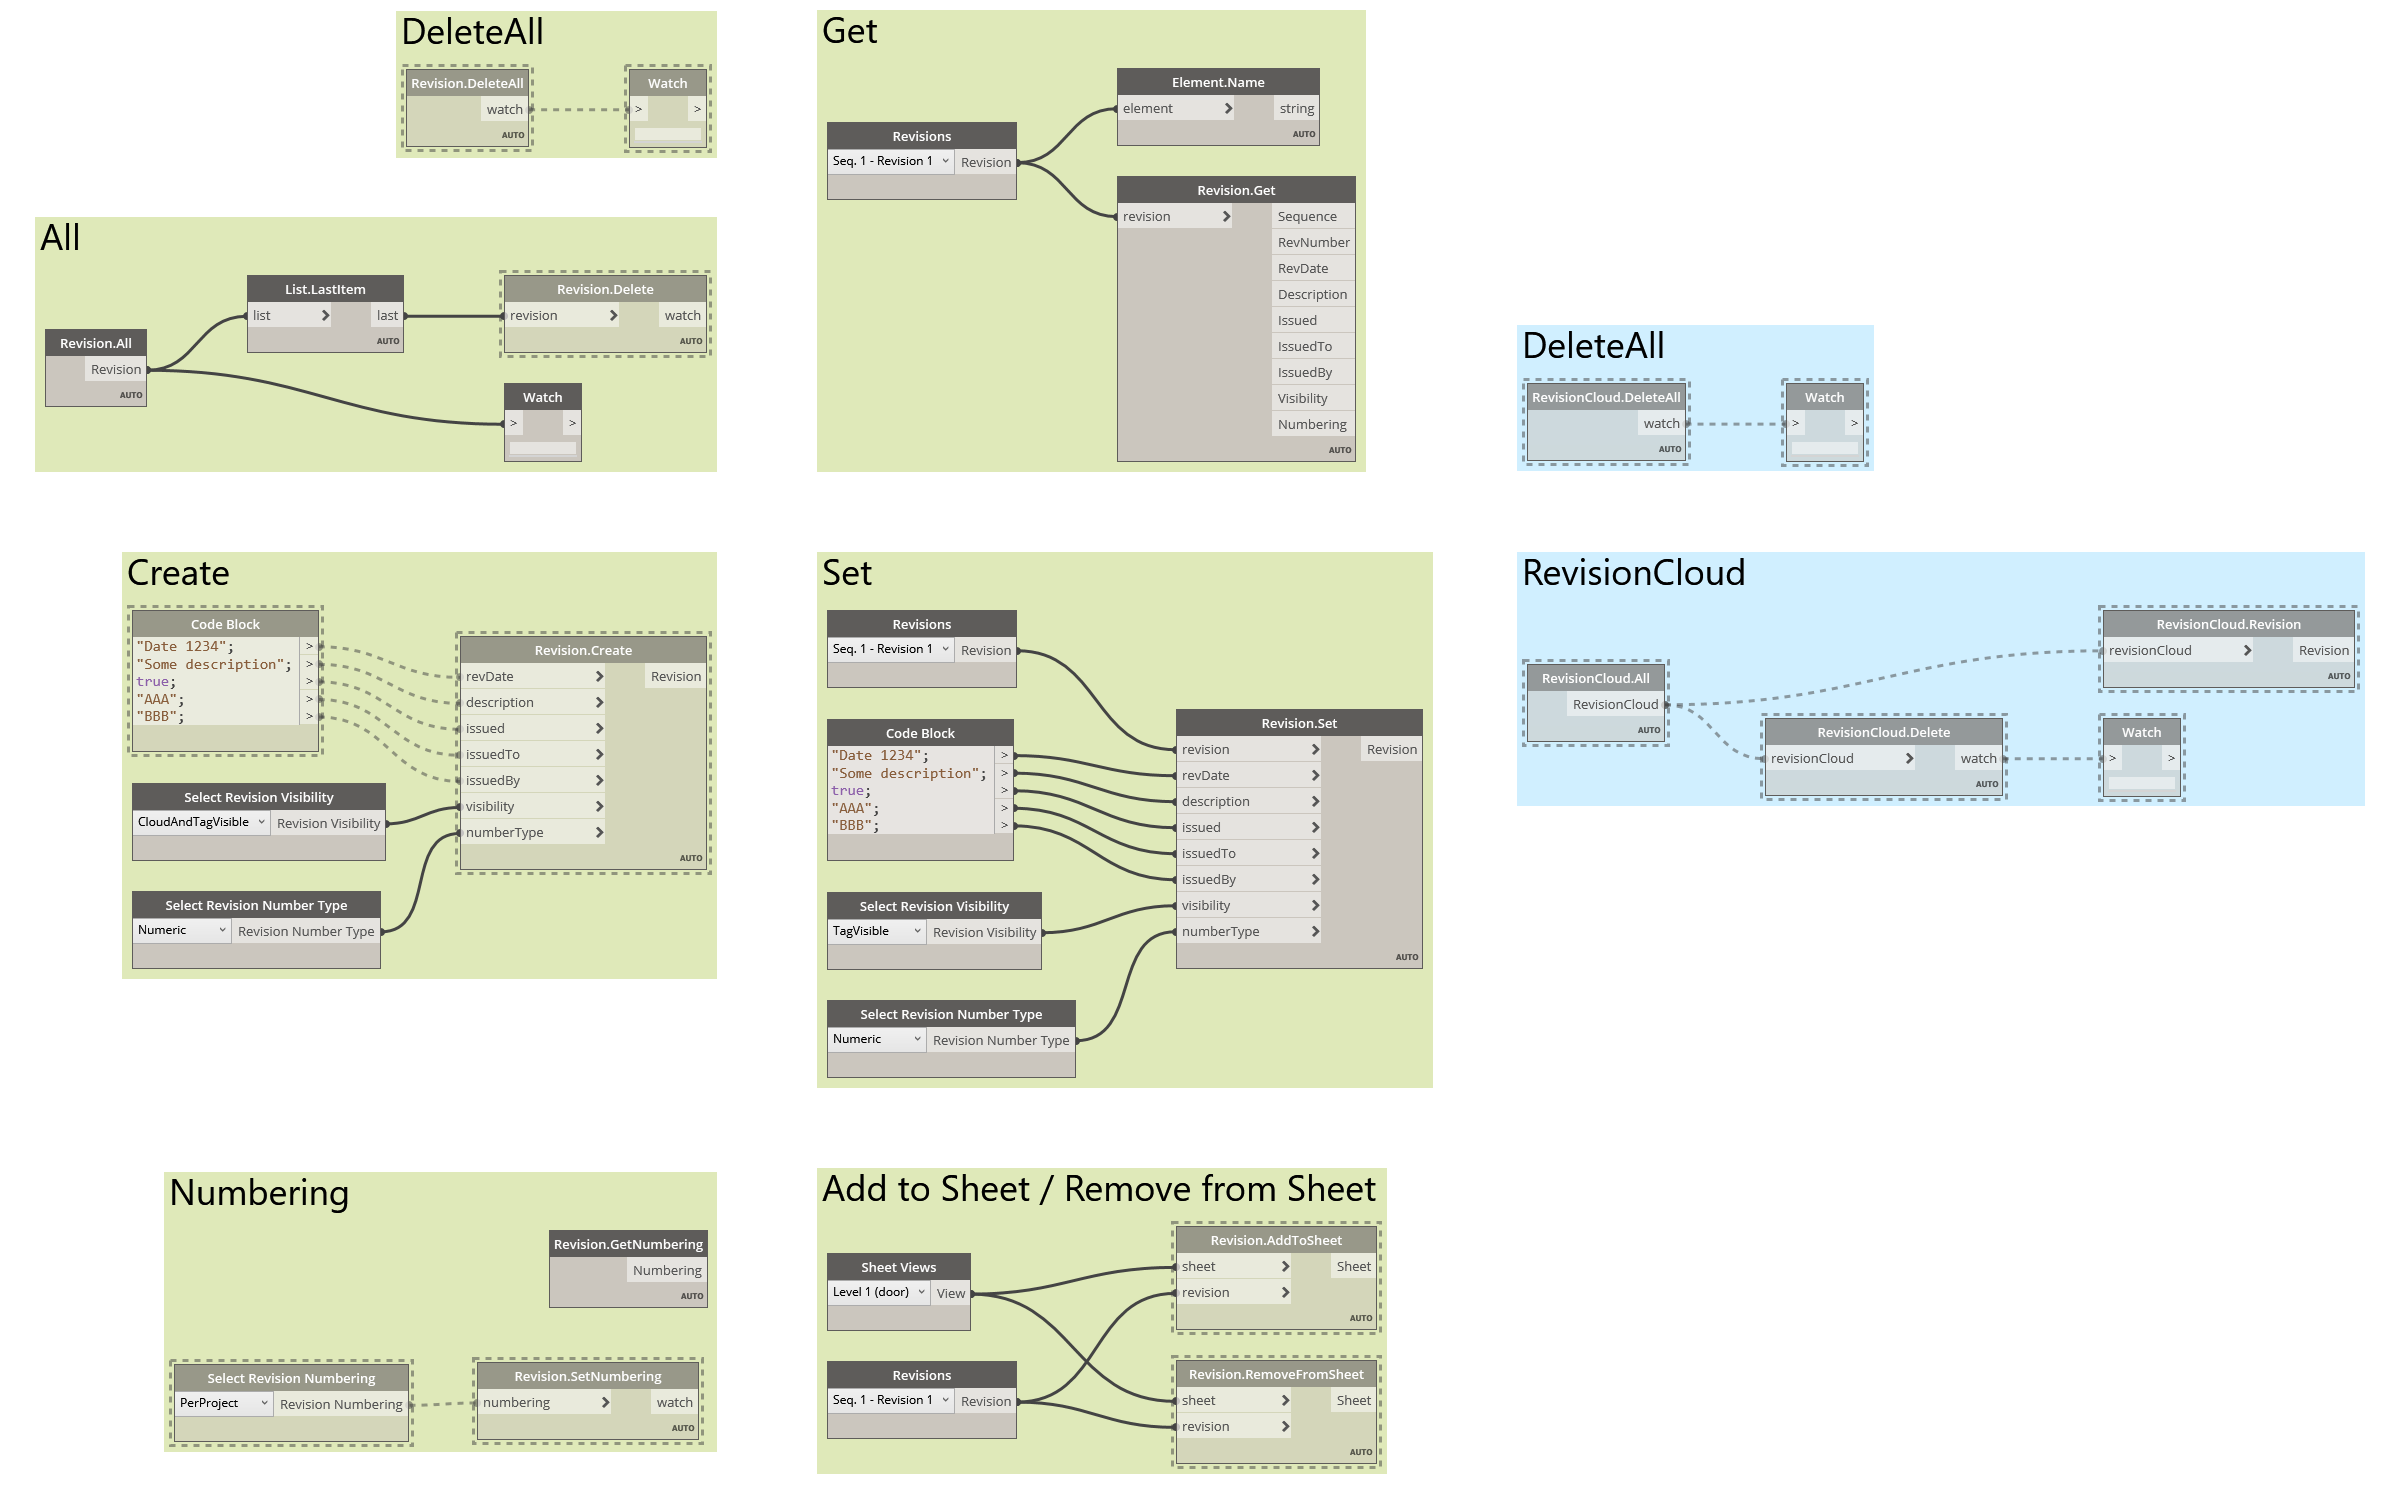 DeleteAll
Revision.DeleteAll
watch
AUTO
Watch
> >
All
Revision.All
Revision
AUTO
List.LastItem
list last
AUTO
Revision.Delete
revision watch
AUTO
Watch
> >
Get
Revisions
Seq. 1 - Revision 1 Revision
Element.Name
element string
AUTO
Revision.Get
revision Sequence
RevNumber
RevDate
Description
Issued
IssuedTo
IssuedBy
Visibility
Numbering
AUTO
DeleteAll
RevisionCloud.DeleteAll
watch
AUTO
Watch
> >
Create
Code Block
"Date 1234"; >
"Some description"; >
true; >
"AAA"; >
"BBB"; >
Select Revision Visibility
CloudAndTagVisible Revision Visibility
Select Revision Number Type
Numeric Revision Number Type
Revision.Create
revDate Revision
description
issued
issuedTo
issuedBy
visibility
numberType
AUTO
Set
Revisions
Seq. 1 - Revision 1 Revision
Code Block
"Date 1234"; >
"Some description"; >
true; >
"AAA"; >
"BBB"; >
Select Revision Visibility
TagVisible Revision Visibility
Select Revision Number Type
Numeric Revision Number Type
Revision.Set
revision Revision
revDate
description
issued
issuedTo
issuedBy
visibility
numberType
AUTO
RevisionCloud
RevisionCloud.All
RevisionCloud
AUTO
RevisionCloud.Revision
revisionCloud Revision
AUTO
RevisionCloud.Delete
revisionCloud watch
AUTO
Watch
> >
Numbering
Revision.GetNumbering
Numbering
AUTO
Select Revision Numbering
PerProject Revision Numbering
Revision.SetNumbering
numbering watch
AUTO
Add to Sheet / Remove from Sheet
Sheet Views
Level 1 (door) View
Revisions
Seq. 1 - Revision 1 Revision
Revision.AddToSheet
sheet Sheet
revision
AUTO
Revision.RemoveFromSheet
sheet Sheet
revision
AUTO